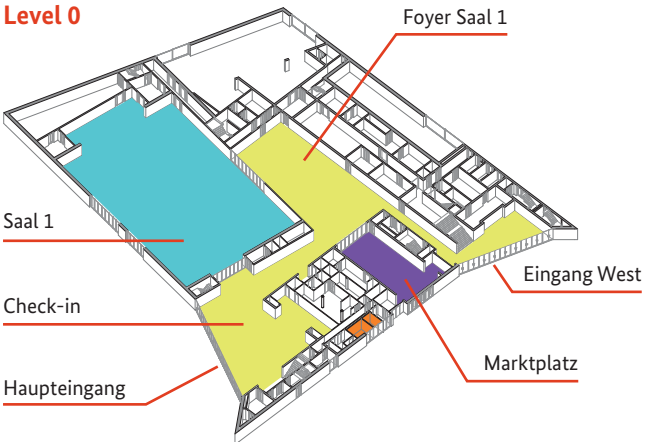 Level 0
Foyer Saal 1
Saal 1
Eingang West
Check-in
Marktplatz
Haupteingang